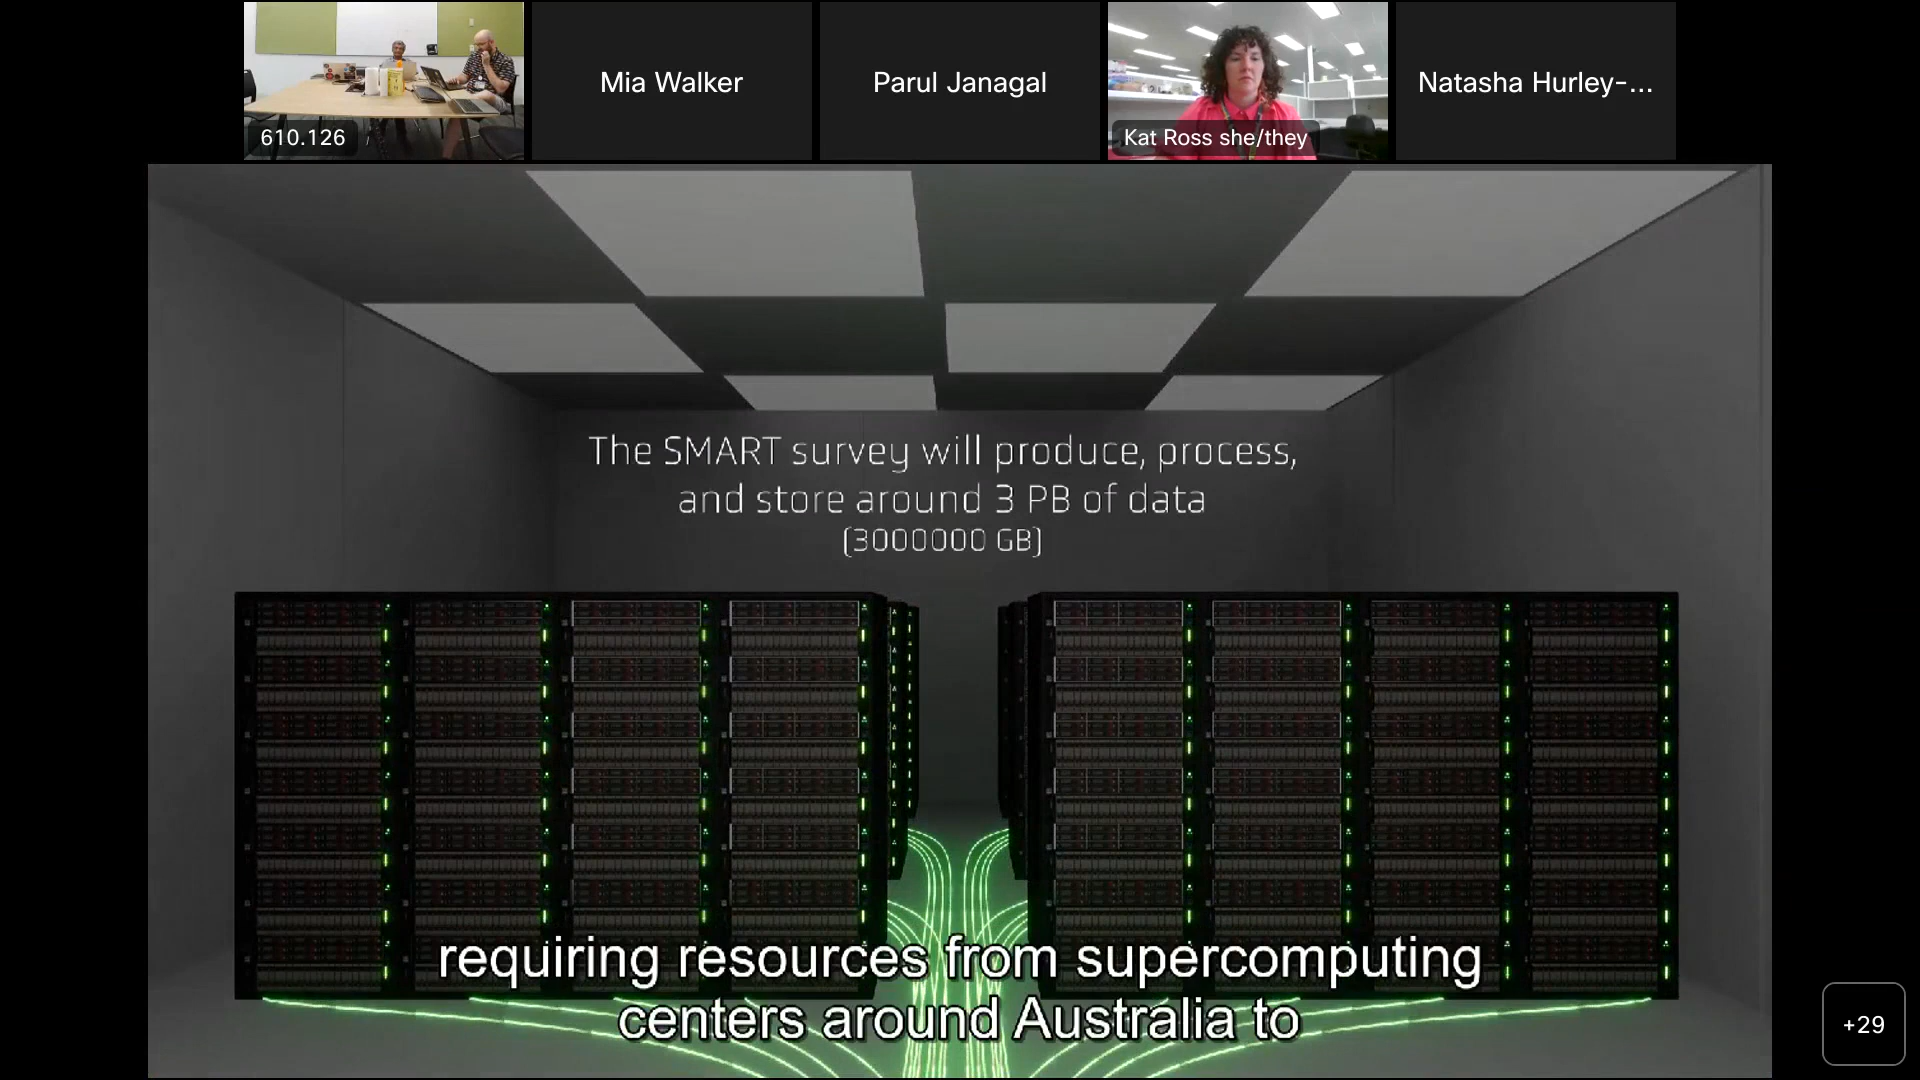 610.126
Mia Walker
Parul Janagal
Kat Ross she/they
Natasha Hurley-...
The SMART survey will produce, process,
and store around 3 PB of data
(3000000 GB)
requiring resources from supercomputing
centers around Australia to
+29